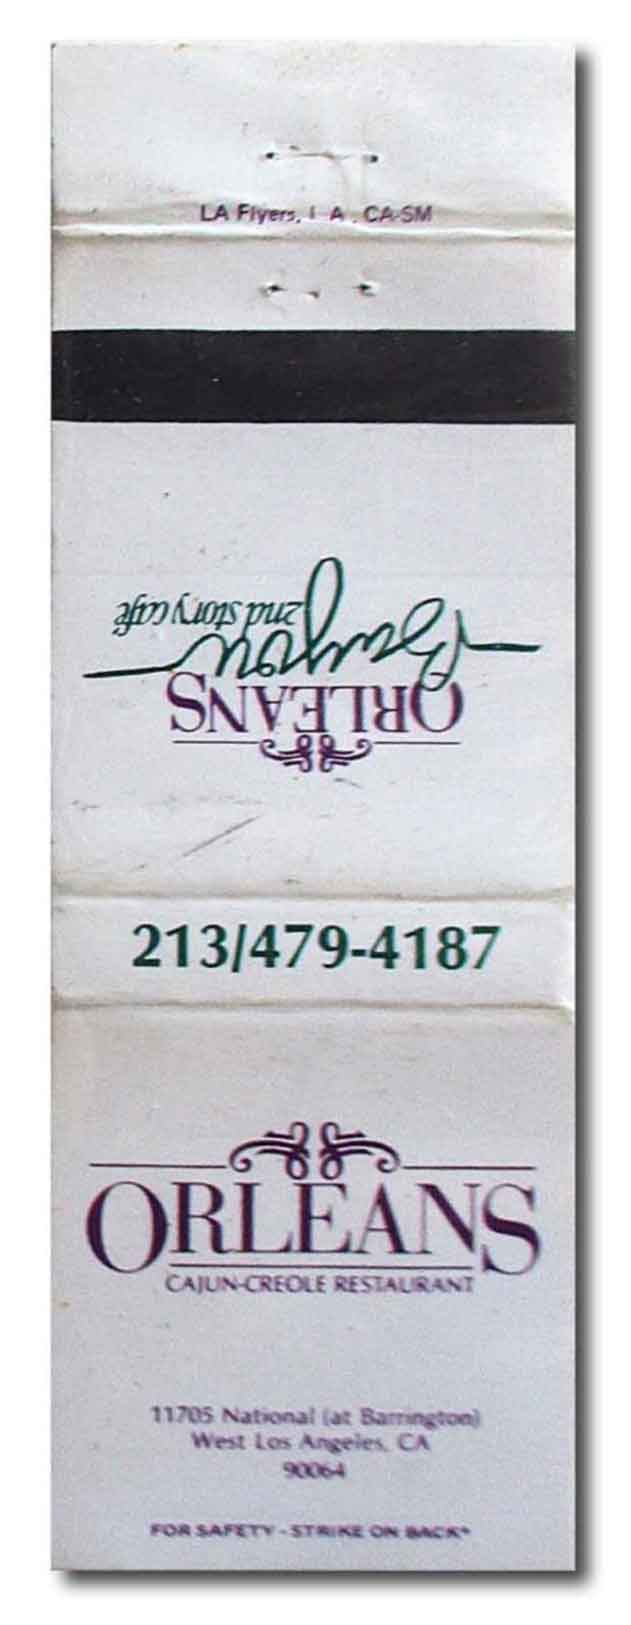 LA Flyers, L A , CA-SM
ORLEANS
Bayou
2nd story café
213/479-4187
ORLEANS
CAJUN-CREOLE RESTAURANT
11705 National (at Barrington)
West Los Angeles, CA
90064
FOR SAFETY - STRIKE ON BACK